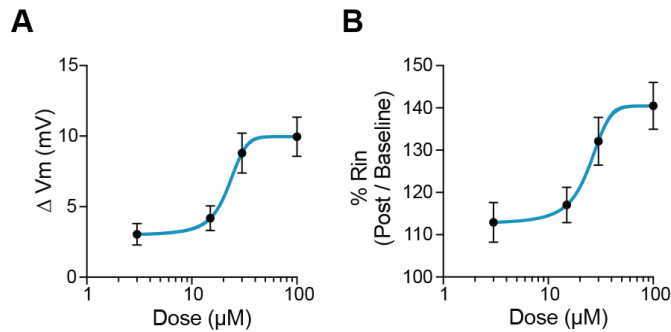 A
B
Δ Vm (mV)
15
10
5
0
1
10
100
Dose (µM)
% Rin
(Post / Baseline)
150
140
130
120
110
100
1
10
100
Dose (µM)